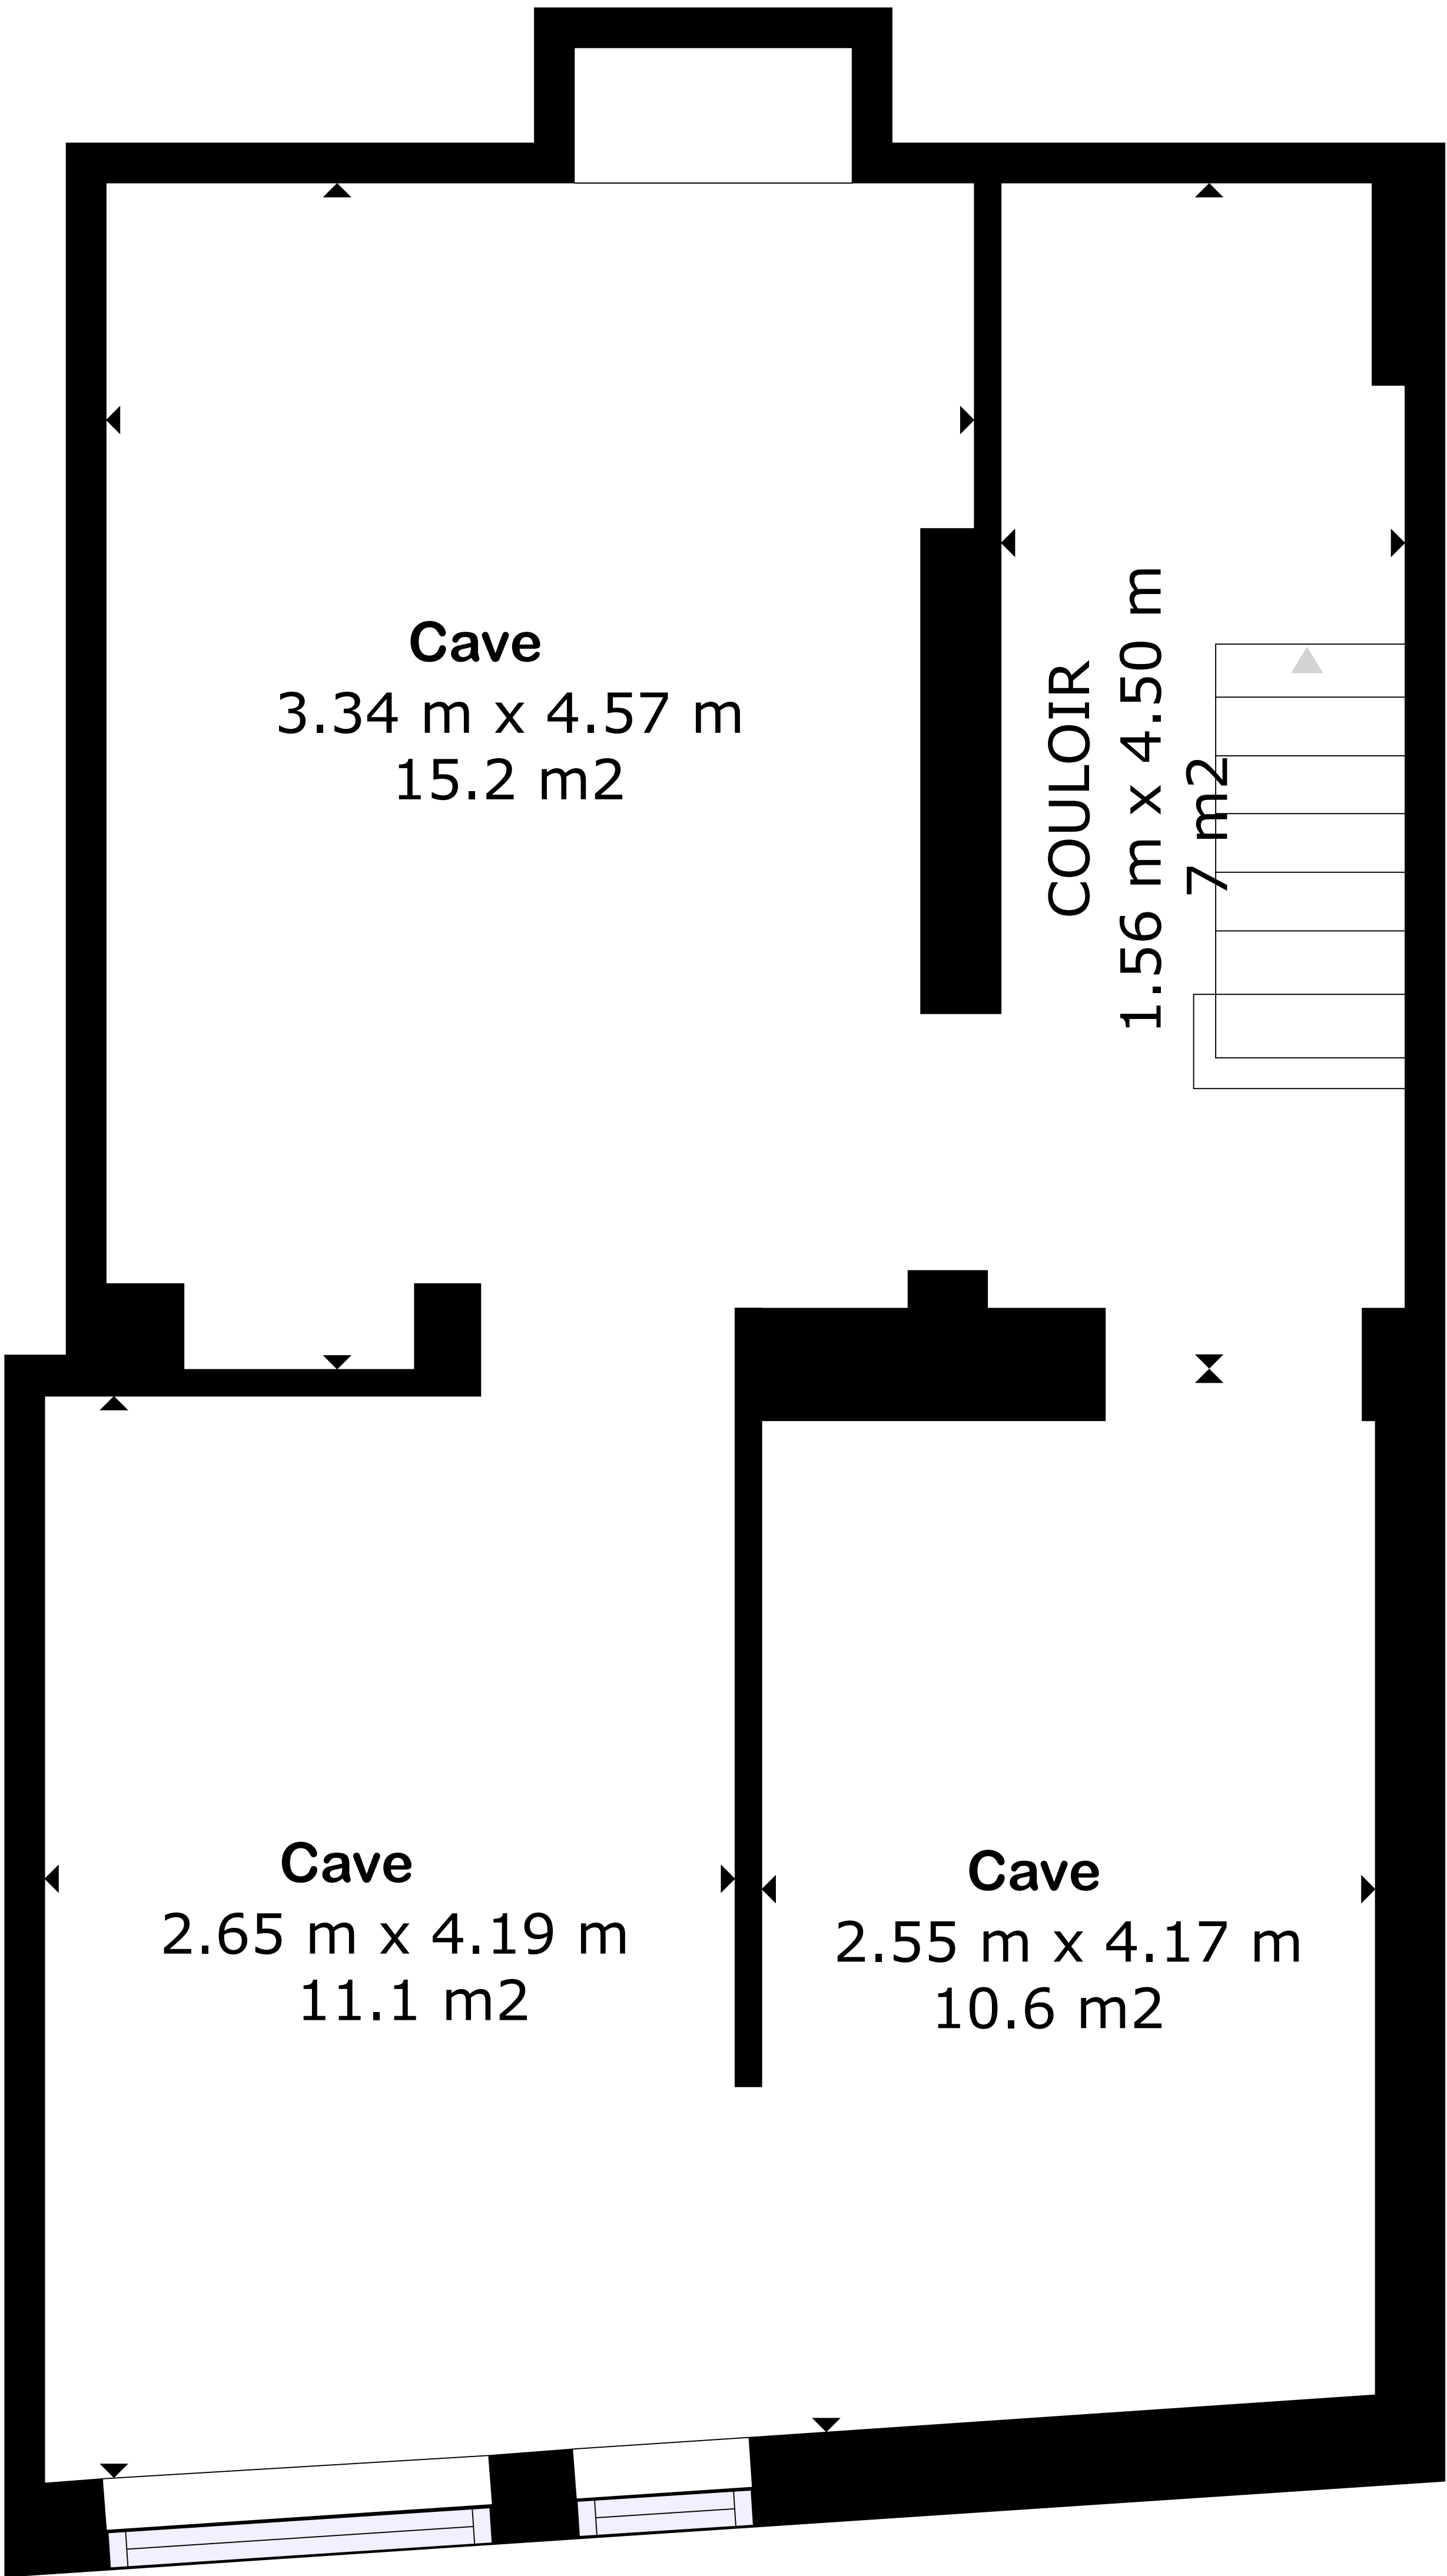 Cave
3.34 m x 4.57 m
15.2 m2
COULOIR
1.56 m x 4.50 m
7 m2
Cave
2.65 m x 4.19 m
11.1 m2
Cave
2.55 m x 4.17 m
10.6 m2